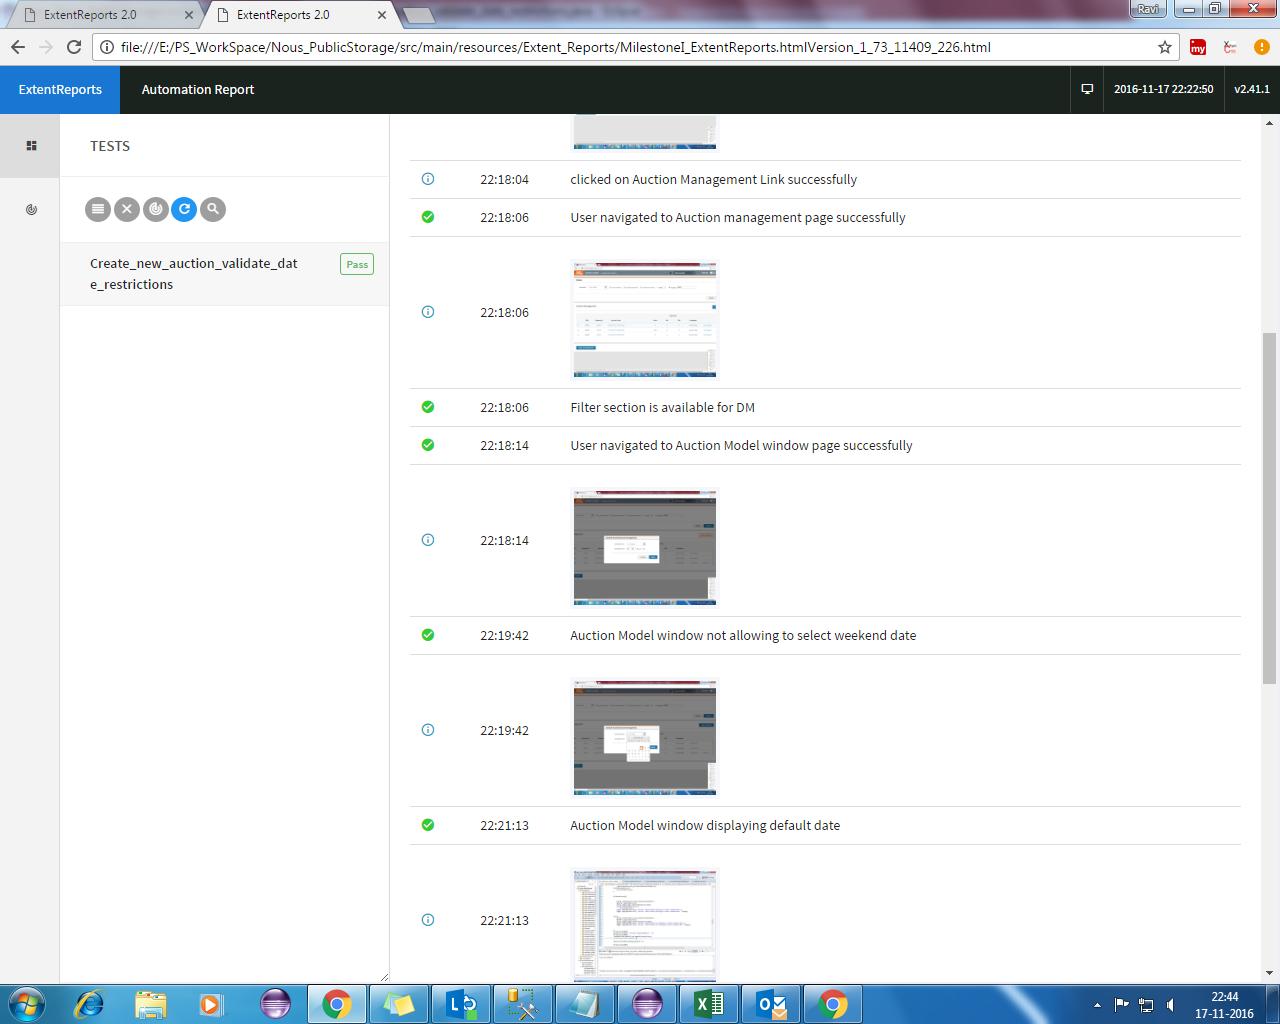 Ravi
ExtentReports 2.0
ExtentReports 2.0
file:///E:/PS_WorkSpace/Nous_PublicStorage/src/main/resources/Extent_Reports/MilestoneI_ExtentReports.htmlVersion_1_73_11409_226.html
my
ExtentReports
Automation Report
2016-11-17 22:22:50
v2.41.1
TESTS
Create_new_auction_validate_dat
e_restrictions
Pass
22:18:04 clicked on Auction Management Link successfully
22:18:06 User navigated to Auction management page successfully
22:18:06
22:18:06 Filter section is available for DM
22:18:14 User navigated to Auction Model window page successfully
22:18:14
22:19:42 Auction Model window not allowing to select weekend date
22:19:42
22:21:13 Auction Model window displaying default date
22:21:13
22:44
17-11-2016